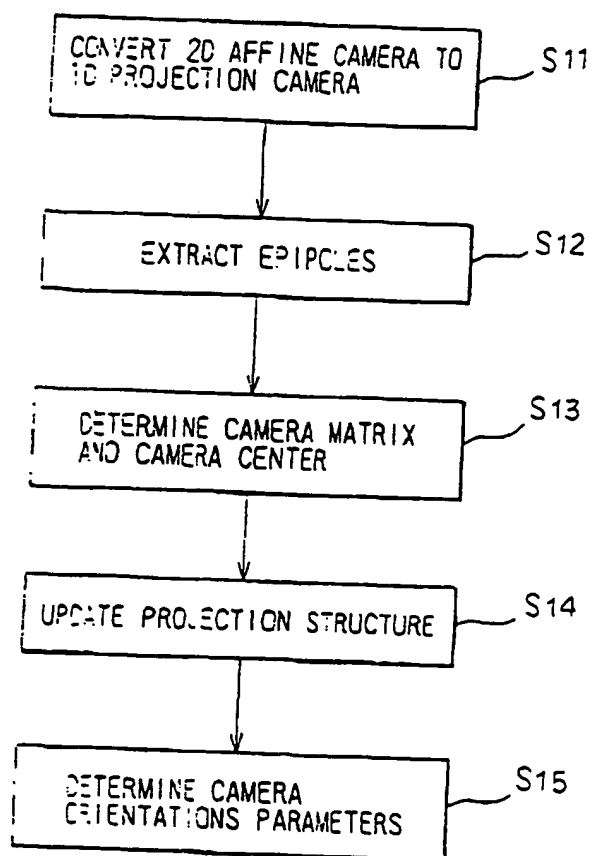 CONVERT 2D AFFINE CAMERA TO
1D PROJECTION CAMERA
S11
EXTRACT EPIPOLES
S12
DETERMINE CAMERA MATRIX
AND CAMERA CENTER
S13
UPDATE PROJECTION STRUCTURE
S14
DETERMINE CAMERA
ORIENTATIONS PARAMETERS
S15